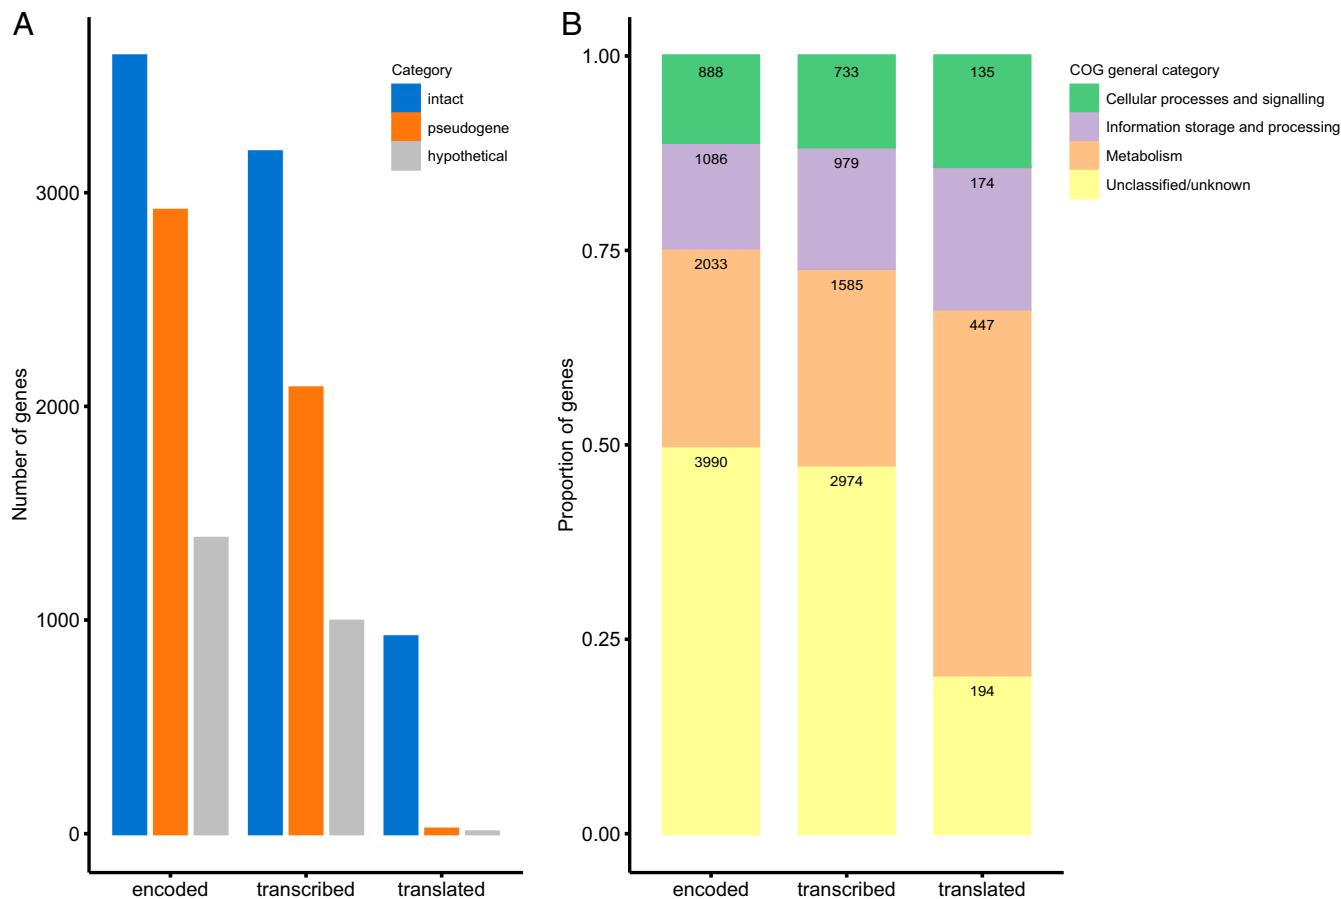 A
Number of genes
3000
2000
1000
0
encoded
transcribed
translated
Category
intact
pseudogene
hypothetical
B
Proportion of genes
1.00
0.75
0.50
0.25
0.00
888
733
135
1086
979
174
2033
1585
447
3990
2974
194
encoded
transcribed
translated
COG general category
Cellular processes and signalling
Information storage and processing
Metabolism
Unclassified/unknown